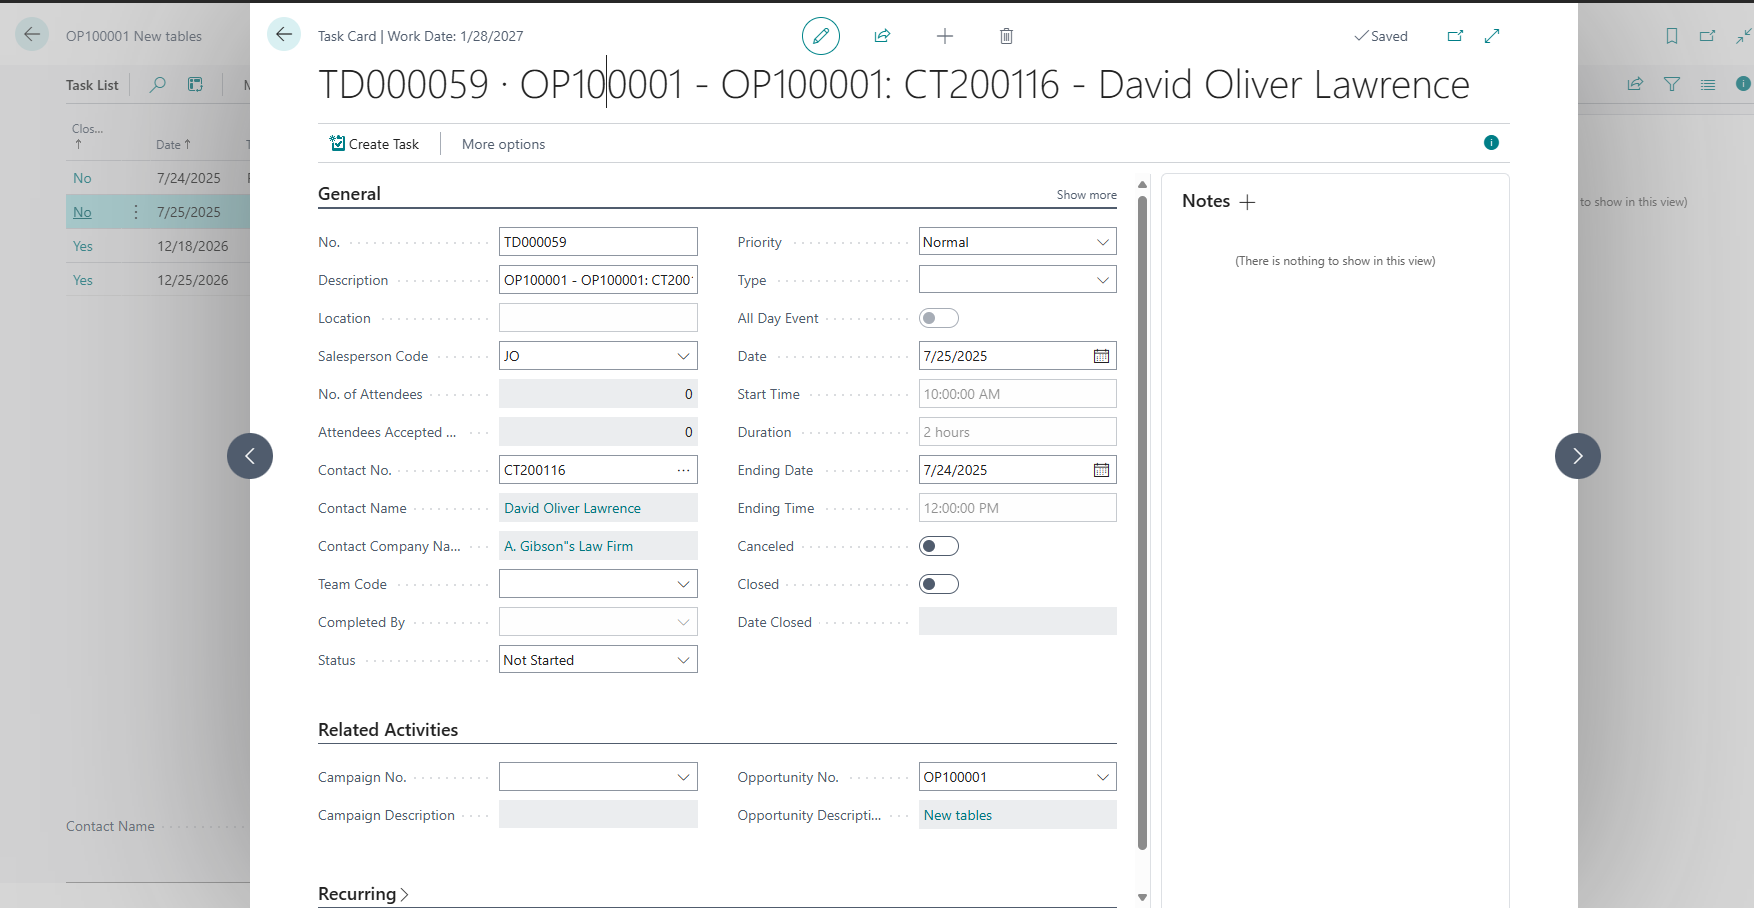 OP100001 New tables
Task List
Clos...
↑
Date ↑
No 7/24/2025
No 7/25/2025
Yes 12/18/2026
Yes 12/25/2026
Contact Name
Task Card | Work Date: 1/28/2027
Saved
TD000059 · OP100001 - OP100001: CT200116 - David Oliver Lawrence
Create Task
More options
General
Show more
No. TD000059
Description OP100001 - OP100001: CT200
Location
Salesperson Code JO
No. of Attendees 0
Attendees Accepted ... 0
Contact No. CT200116 ...
Contact Name David Oliver Lawrence
Contact Company Na... A. Gibson"s Law Firm
Team Code
Completed By
Status Not Started
Priority Normal
Type
All Day Event
Date 7/25/2025
Start Time 10:00:00 AM
Duration 2 hours
Ending Date 7/24/2025
Ending Time 12:00:00 PM
Canceled
Closed
Date Closed
Related Activities
Campaign No.
Campaign Description
Opportunity No. OP100001
Opportunity Descripti... New tables
Recurring
Notes
(There is nothing to show in this view)
to show in this view)